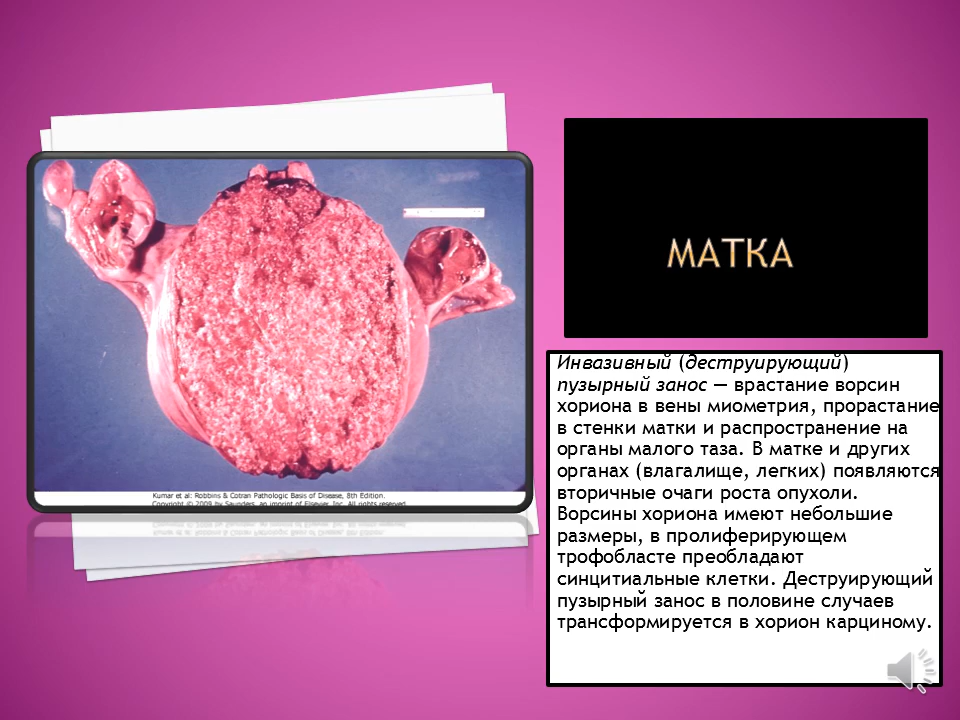 МАТКА
Инвазивный (деструирующий)
пузырный занос — врастание ворсин
хориона в вены миометрия, прорастание
в стенки матки и распространение на
органы малого таза. В матке и других
органах (влагалище, легких) появляются
вторичные очаги роста опухоли.
Ворсины хориона имеют небольшие
размеры, в пролиферирующем
трофобласте преобладают
синцитиальные клетки. Деструирующий
пузырный занос в половине случаев
трансформируется в хорион карциному.
Kumar et al: Robbins & Cotran Pathologic Basis of Disease, 8th Edition.
Copyright © 2009 by Saunders, an imprint of Elsevier, Inc. All rights reserved.